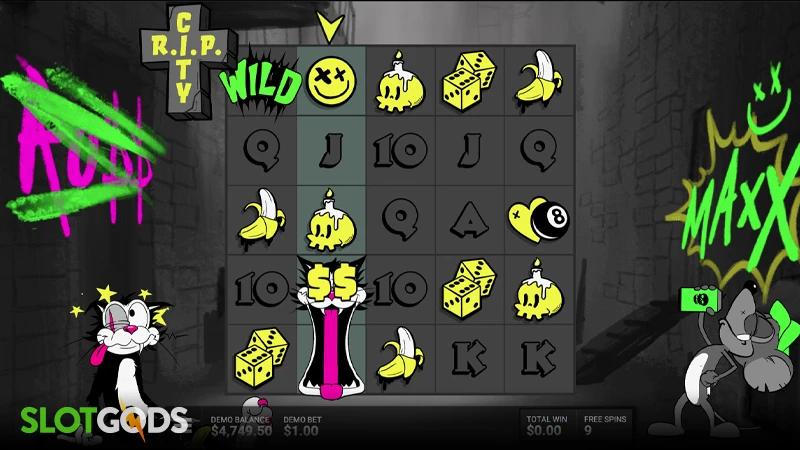 R.I.P.
CITY
WILD
Q J 10 J Q
Q A
8
MAXX
10 $$ 10
K K
SLOTGODS
DEMO BALANCE DEMO BET TOTAL WIN FREE SPINS
$4,749.50 $1.00 $0.00 9